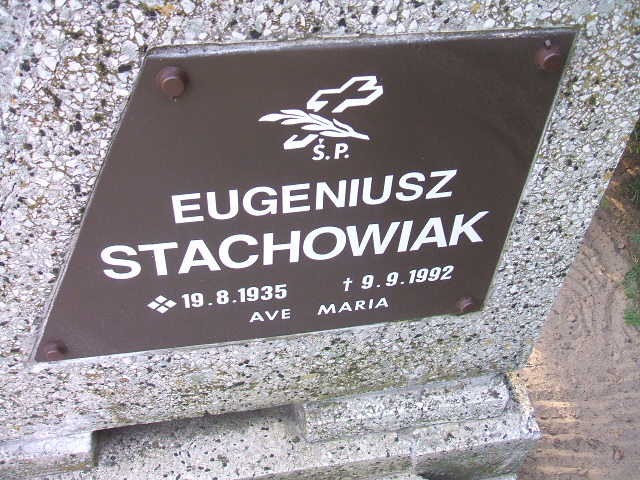 Ś.P.
EUGENIUSZ
STACHOWIAK
19.8.1935 † 9.9.1992
AVE MARIA